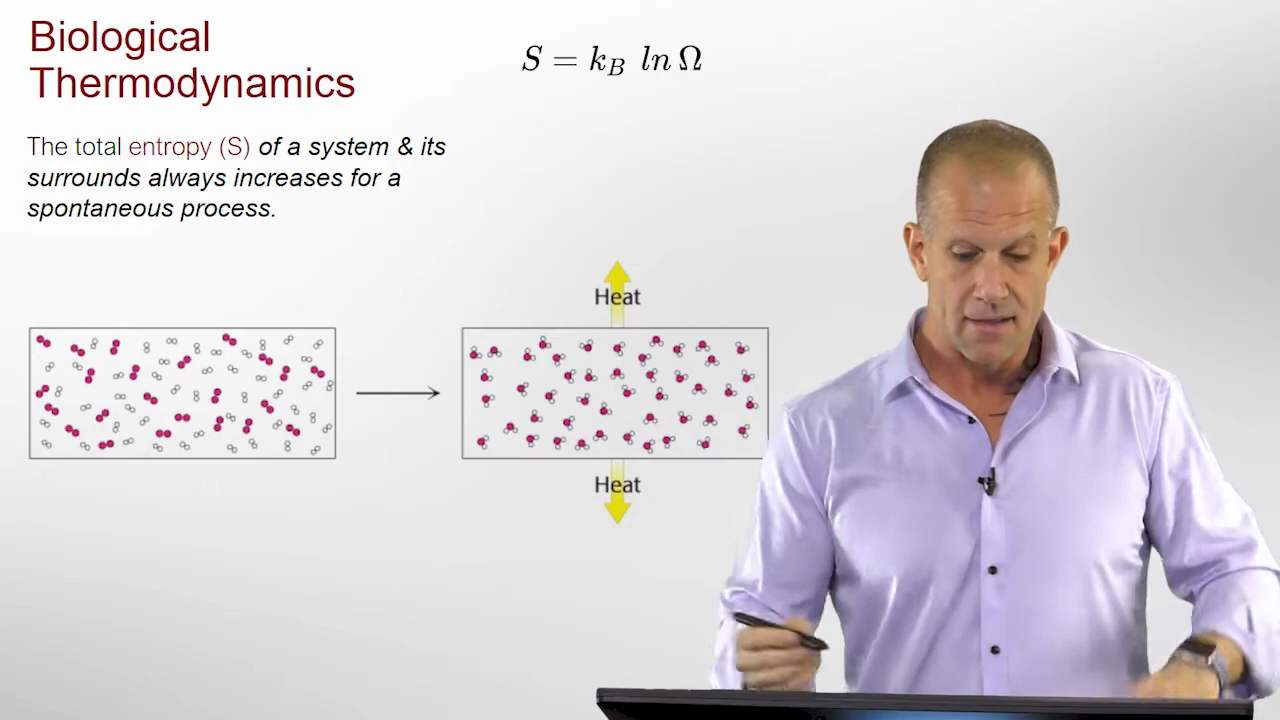 Biological
Thermodynamics
S = k_B ln Ω
The total entropy (S) of a system & its
surrounds always increases for a
spontaneous process.
Heat
Heat